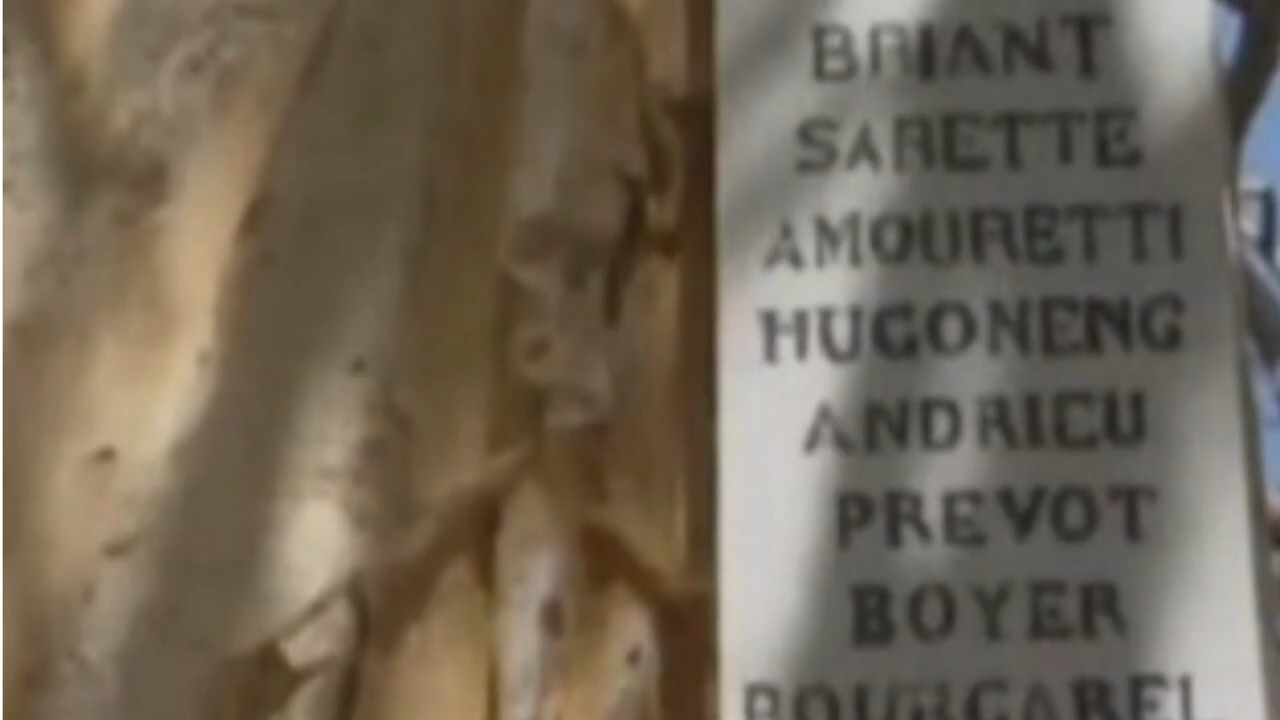 BRIANT
SARETTE
AMOURETTI
HUGONENG
ANDRIEU
PREVOT
BOYER